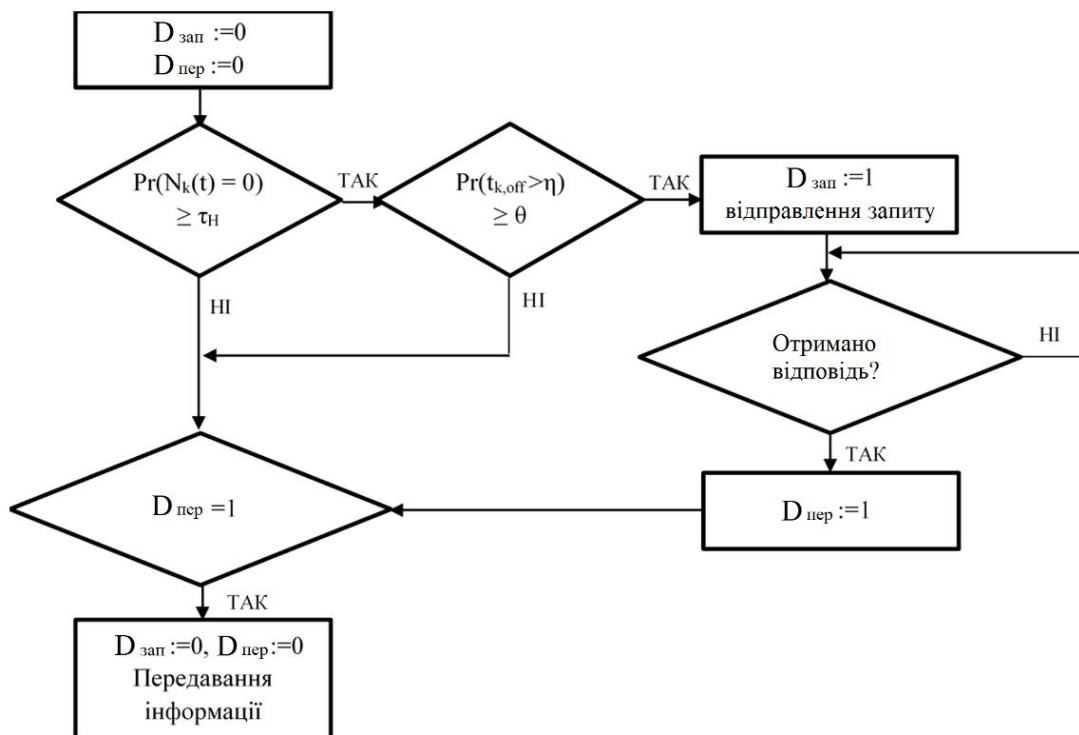 D зап :=0
D пер :=0
Pr(Nk(t) = 0)
≥ τH
ТАК
Pr(tk,off>η)
≥ θ
ТАК
D зап :=1
відправлення запиту
НІ
НІ
Отримано
відповідь?
НІ
ТАК
D пер =1
D пер :=1
ТАК
D зап :=0, D пер :=0
Передавання
інформації